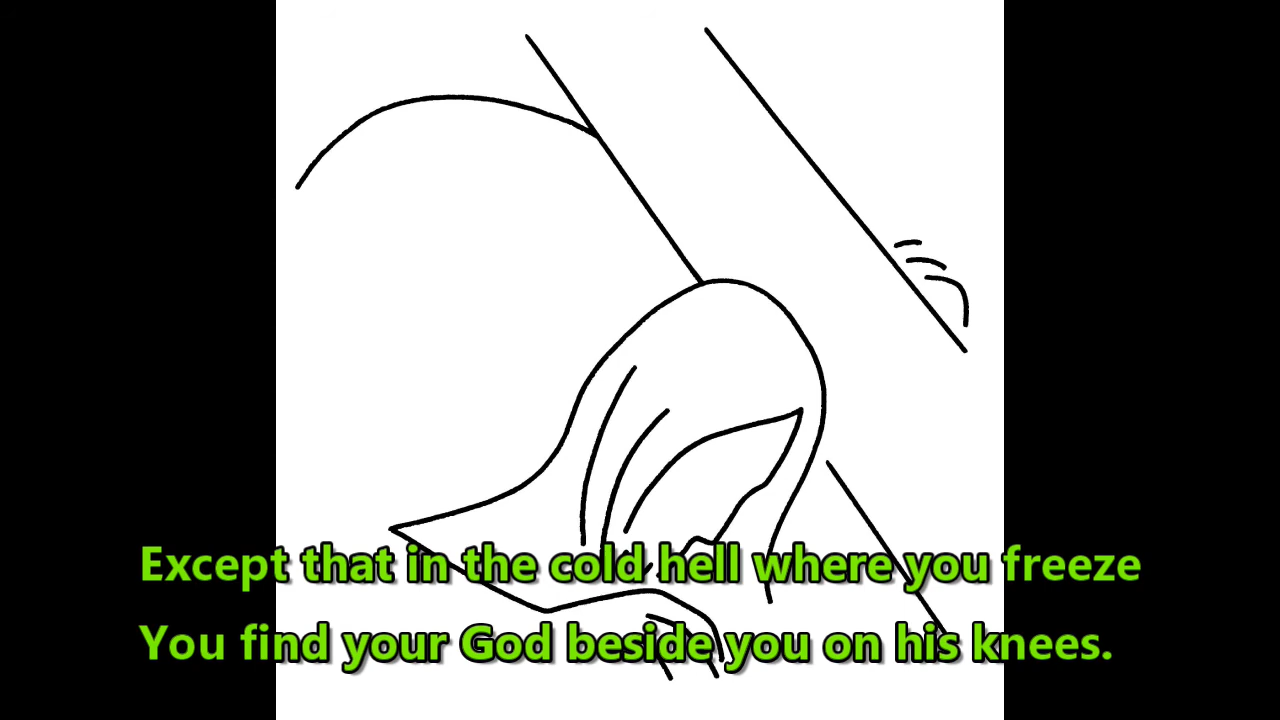 Except that in the cold hell where you freeze
You find your God beside you on his knees.